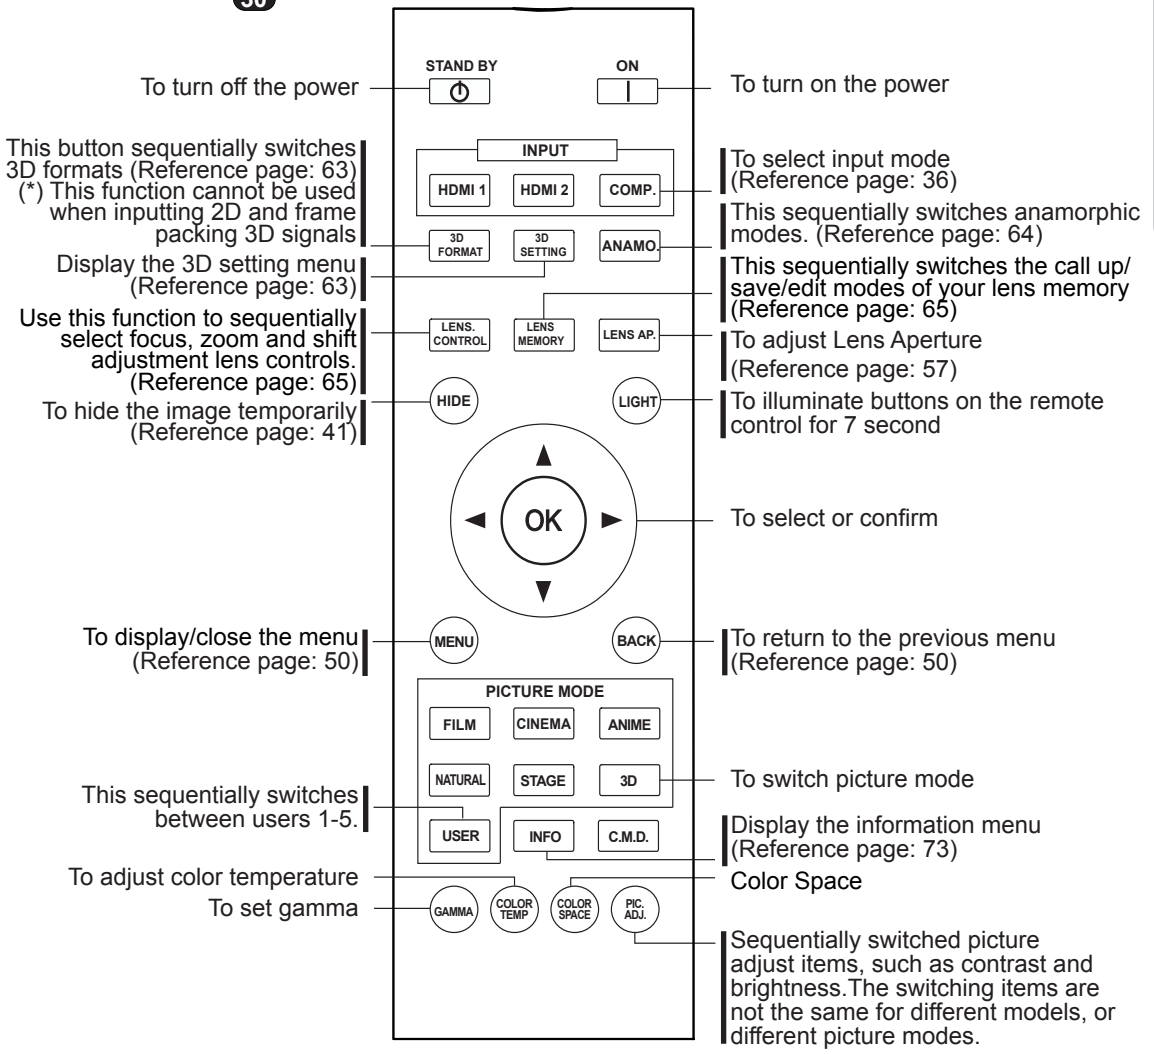 30
STAND BY
ON
To turn off the power
To turn on the power
This button sequentially switches
3D formats (Reference page: 63)
(*) This function cannot be used
when inputting 2D and frame
packing 3D signals
INPUT
HDMI 1
HDMI 2
COMP.
To select input mode
(Reference page: 36)
3D
FORMAT
3D
SETTING
ANAMO.
This sequentially switches anamorphic
modes. (Reference page: 64)
Display the 3D setting menu
(Reference page: 63)
This sequentially switches the call up/
save/edit modes of your lens memory
(Reference page: 65)
Use this function to sequentially
select focus, zoom and shift
adjustment lens controls.
(Reference page: 65)
LENS.
CONTROL
LENS
MEMORY
LENS AP.
To adjust Lens Aperture
(Reference page: 57)
To hide the image temporarily
(Reference page: 41)
HIDE
LIGHT
To illuminate buttons on the remote
control for 7 second
OK
To select or confirm
To display/close the menu
(Reference page: 50)
MENU
BACK
To return to the previous menu
(Reference page: 50)
PICTURE MODE
FILM
CINEMA
ANIME
NATURAL
STAGE
3D
To switch picture mode
This sequentially switches
between users 1-5.
USER
INFO
C.M.D.
Display the information menu
(Reference page: 73)
To adjust color temperature
Color Space
To set gamma
GAMMA
COLOR
TEMP
COLOR
SPACE
PIC.
ADJ.
Sequentially switched picture
adjust items, such as contrast and
brightness.The switching items are
not the same for different models, or
different picture modes.